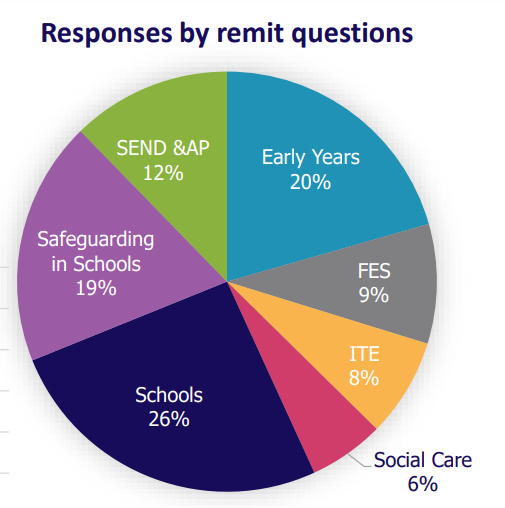 Responses by remit questions
SEND &AP
12%
Early Years
20%
Safeguarding
in Schools
19%
FES
9%
ITE
8%
Schools
26%
Social Care
6%